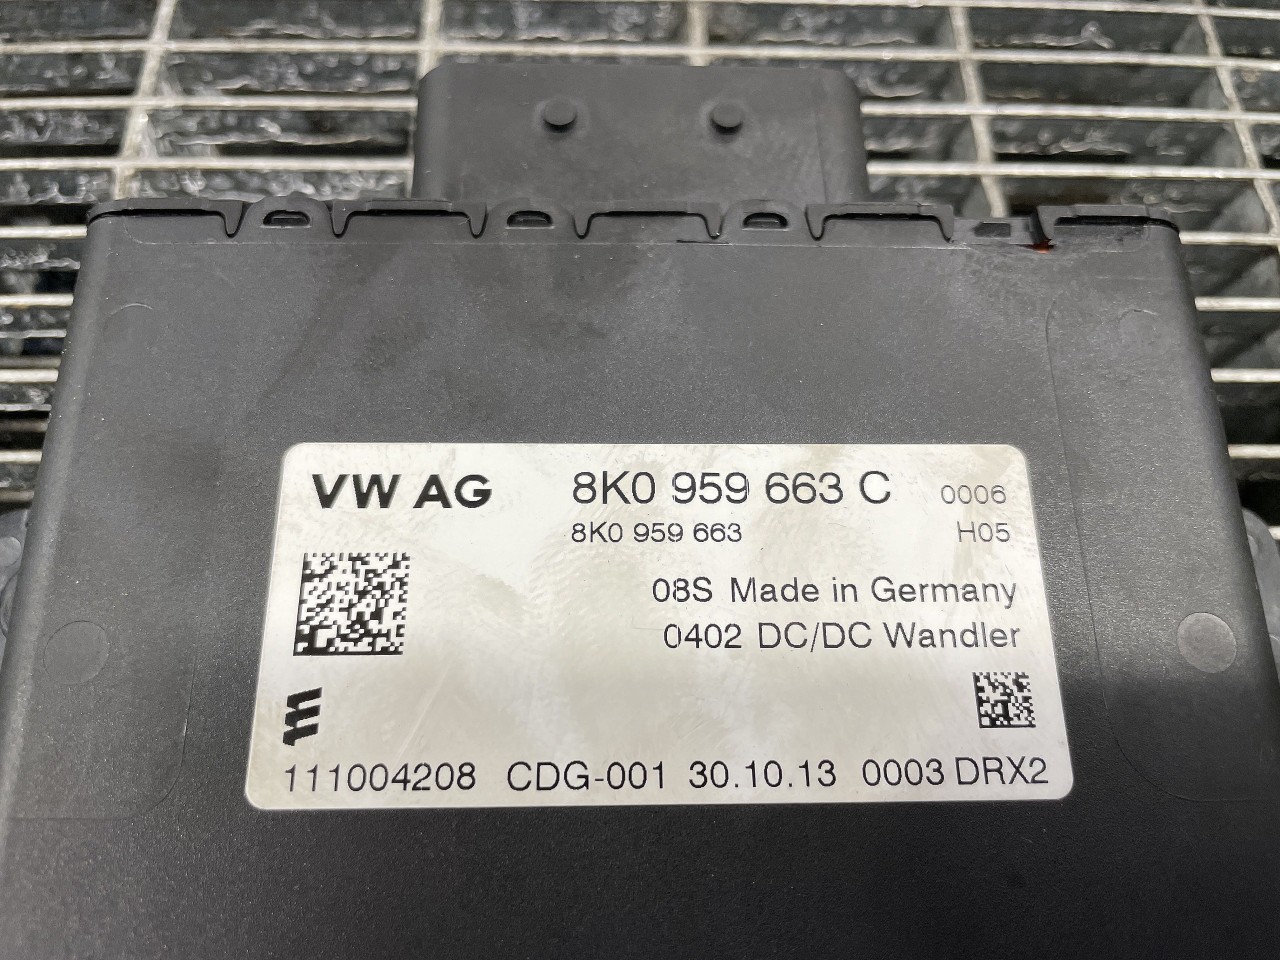 VW AG 8K0 959 663 C 0006
8K0 959 663 H05
08S Made in Germany
0402 DC/DC Wandler
111004208 CDG-001 30.10.13 0003 DRX2